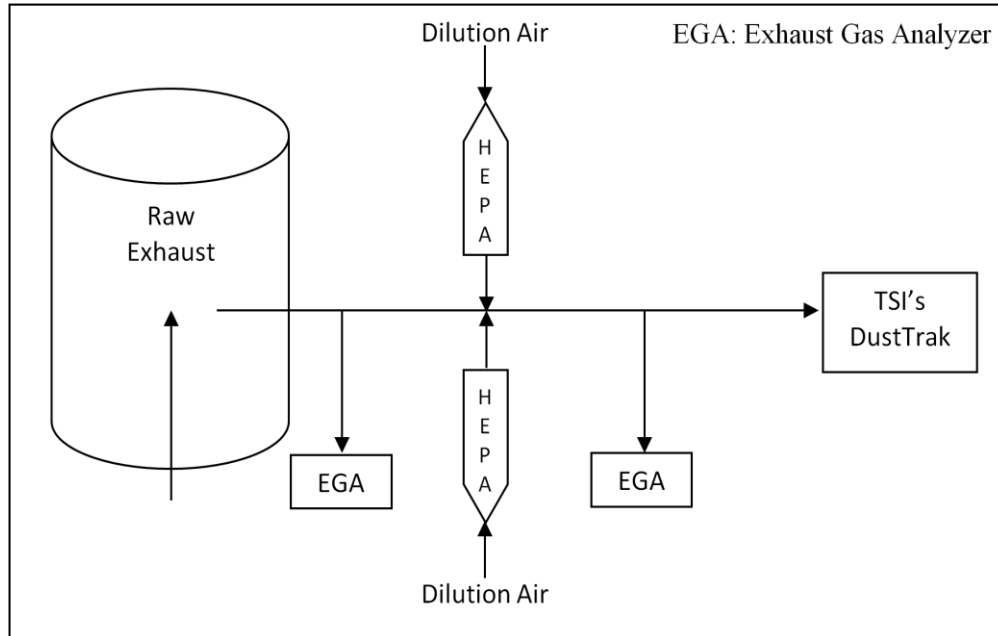 Dilution Air
EGA: Exhaust Gas Analyzer
H
E
P
A
Raw
Exhaust
TSI's
DustTrak
H
E
P
A
EGA
EGA
Dilution Air